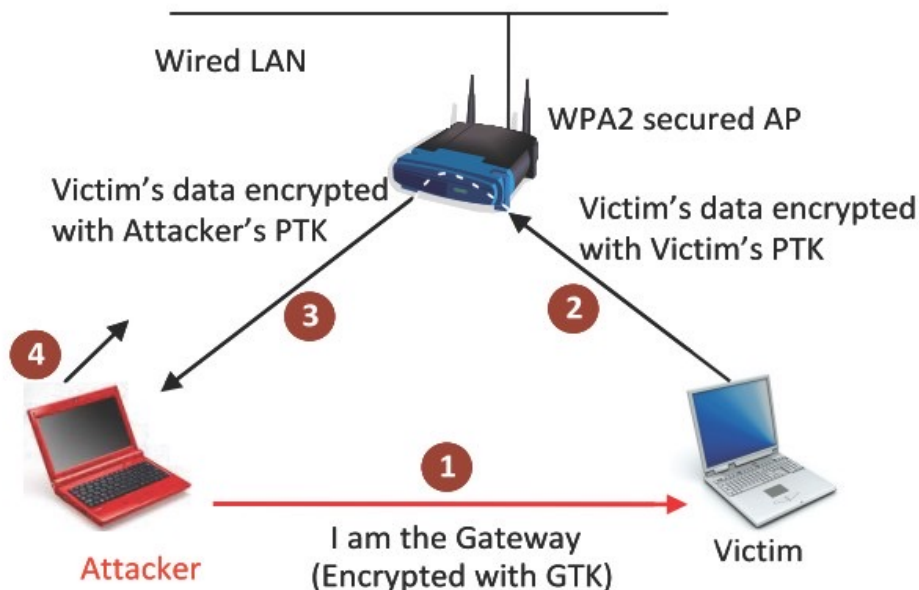 Wired LAN
WPA2 secured AP
Victim's data encrypted
with Attacker's PTK
Victim's data encrypted
with Victim's PTK
3
2
4
1
I am the Gateway
(Encrypted with GTK)
Attacker
Victim